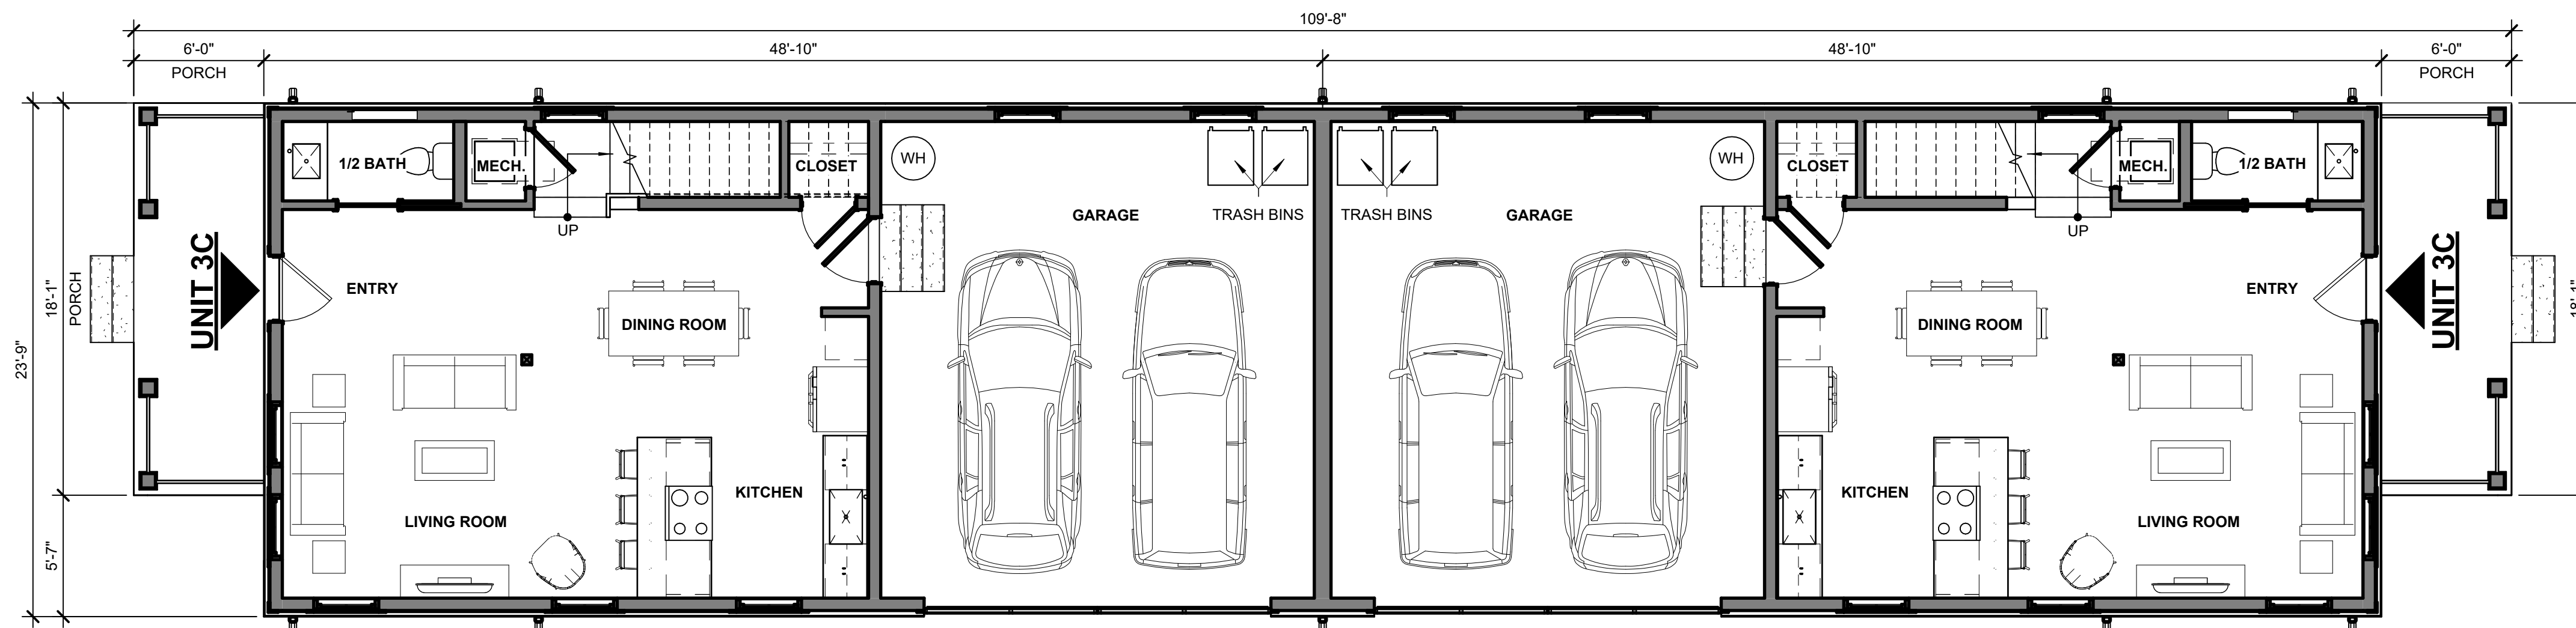 109'-8"
6'-0"
48'-10"
48'-10"
6'-0"
PORCH
PORCH
1/2 BATH
MECH.
CLOSET
WH
WH
CLOSET
MECH.
1/2 BATH
GARAGE
TRASH BINS
TRASH BINS
GARAGE
UP
UP
UNIT 3C
UNIT 3C
ENTRY
ENTRY
18'-1"
PORCH
18'-1"
23'-9"
DINING ROOM
DINING ROOM
KITCHEN
KITCHEN
LIVING ROOM
LIVING ROOM
5'-7"